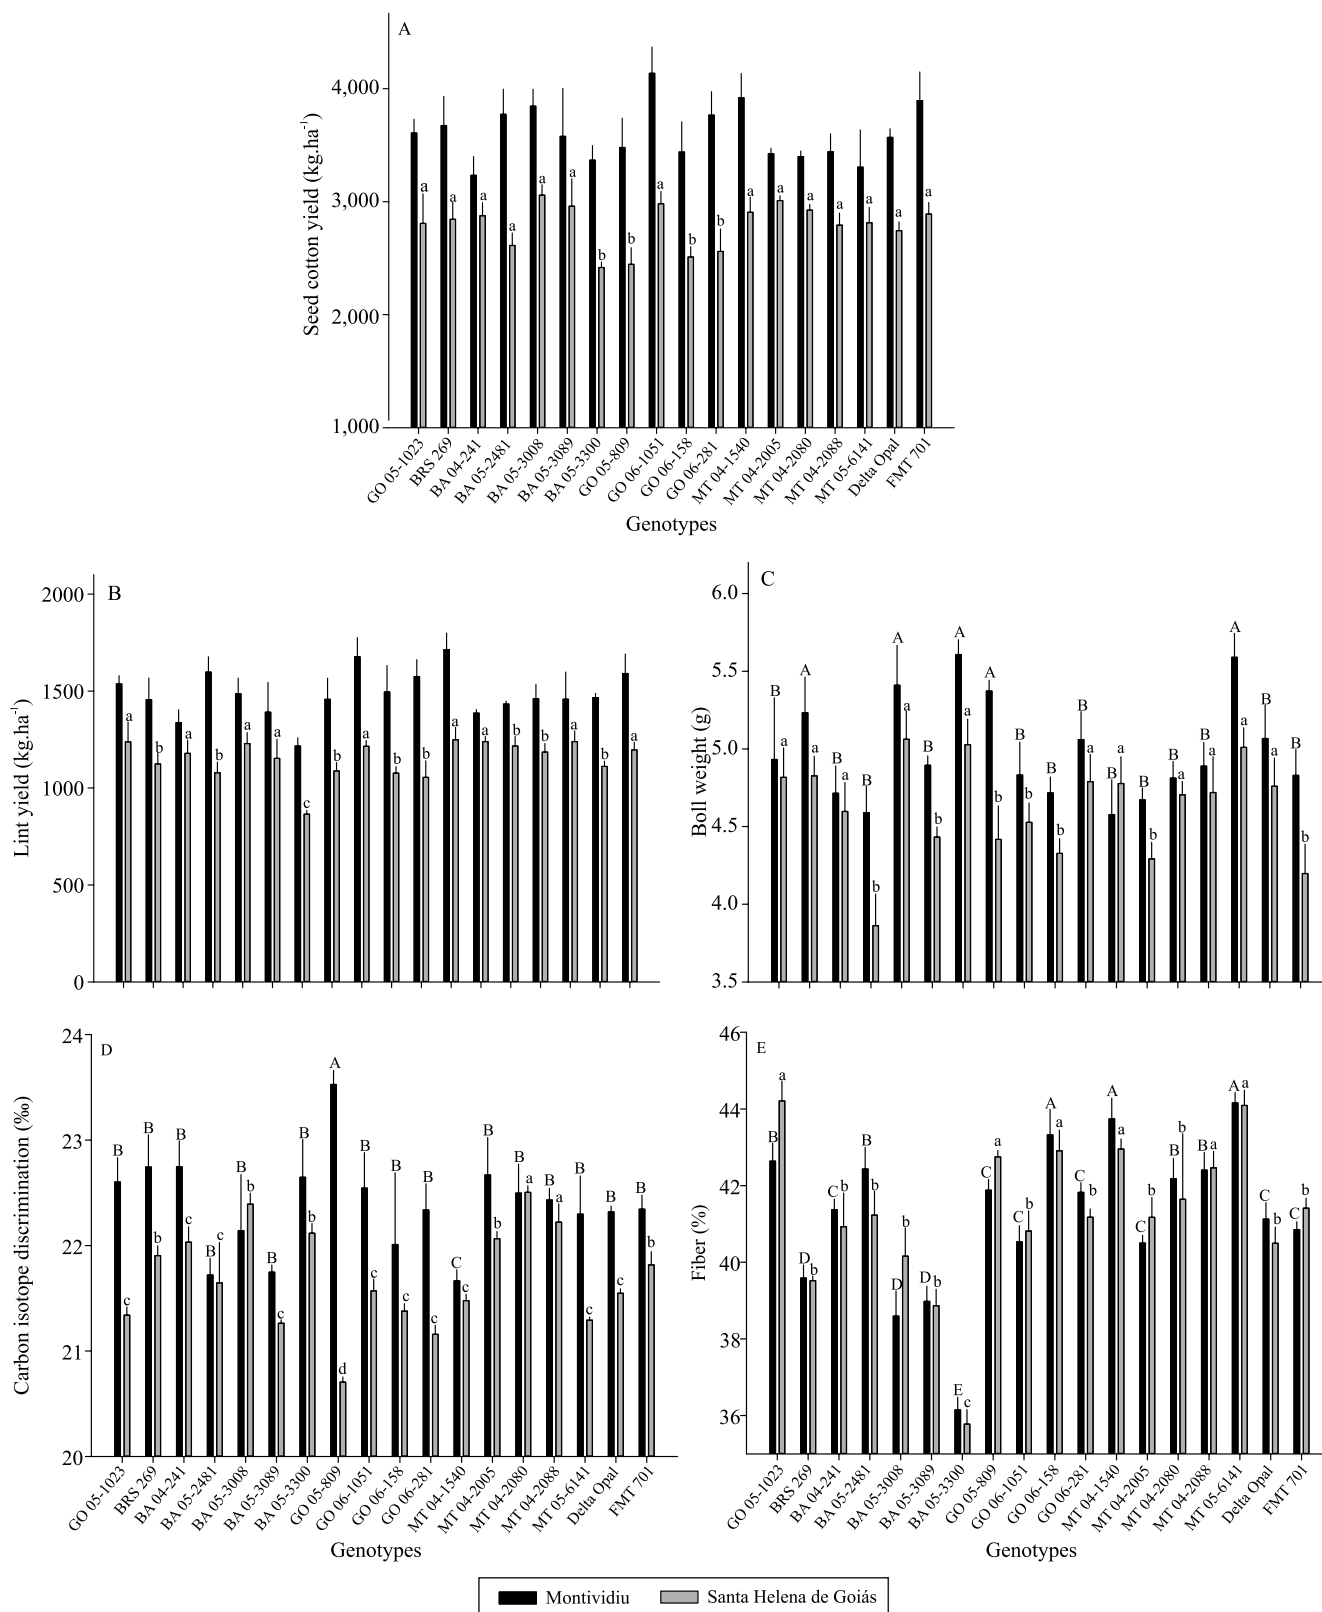 A
Seed cotton yield (kg.ha⁻¹)
4,000
3,000
2,000
1,000
a a a a a a b b a b b a a a a a a a
GO 05-1023
BRS 269
BA 04-241
BA 05-2481
BA 05-3008
BA 05-3089
BA 05-3300
GO 05-809
GO 06-1051
GO 06-158
GO 06-281
MT 04-1540
MT 04-2005
MT 04-2080
MT 04-2088
MT 05-6141
Delta Opal
FMT 701
Genotypes
B
Lint yield (kg.ha⁻¹)
2000
1500
1000
500
0
a b a b a a c b a b b a a b b a b a
C
Boll weight (g)
6.0
5.5
5.0
4.5
4.0
3.5
B A B B A B A A B B B B B B B A B B
a a a b a b a b b b a a b a a a a b
D
Carbon isotope discrimination (‰)
24
23
22
21
20
B B B B B B B A B B B C B B B B B B
c b c c b c b d c c c c b a a c c b
GO 05-1023
BRS 269
BA 04-241
BA 05-2481
BA 05-3008
BA 05-3089
BA 05-3300
GO 05-809
GO 06-1051
GO 06-158
GO 06-281
MT 04-1540
MT 04-2005
MT 04-2080
MT 04-2088
MT 05-6141
Delta Opal
FMT 701
Genotypes
E
Fiber (%)
46
44
42
40
38
36
B D C B D D E C C A C A C B B A C C
a b b b b b c a b a b a b b a a b b
GO 05-1023
BRS 269
BA 04-241
BA 05-2481
BA 05-3008
BA 05-3089
BA 05-3300
GO 05-809
GO 06-1051
GO 06-158
GO 06-281
MT 04-1540
MT 04-2005
MT 04-2080
MT 04-2088
MT 05-6141
Delta Opal
FMT 701
Genotypes
Montividiu Santa Helena de Goiás